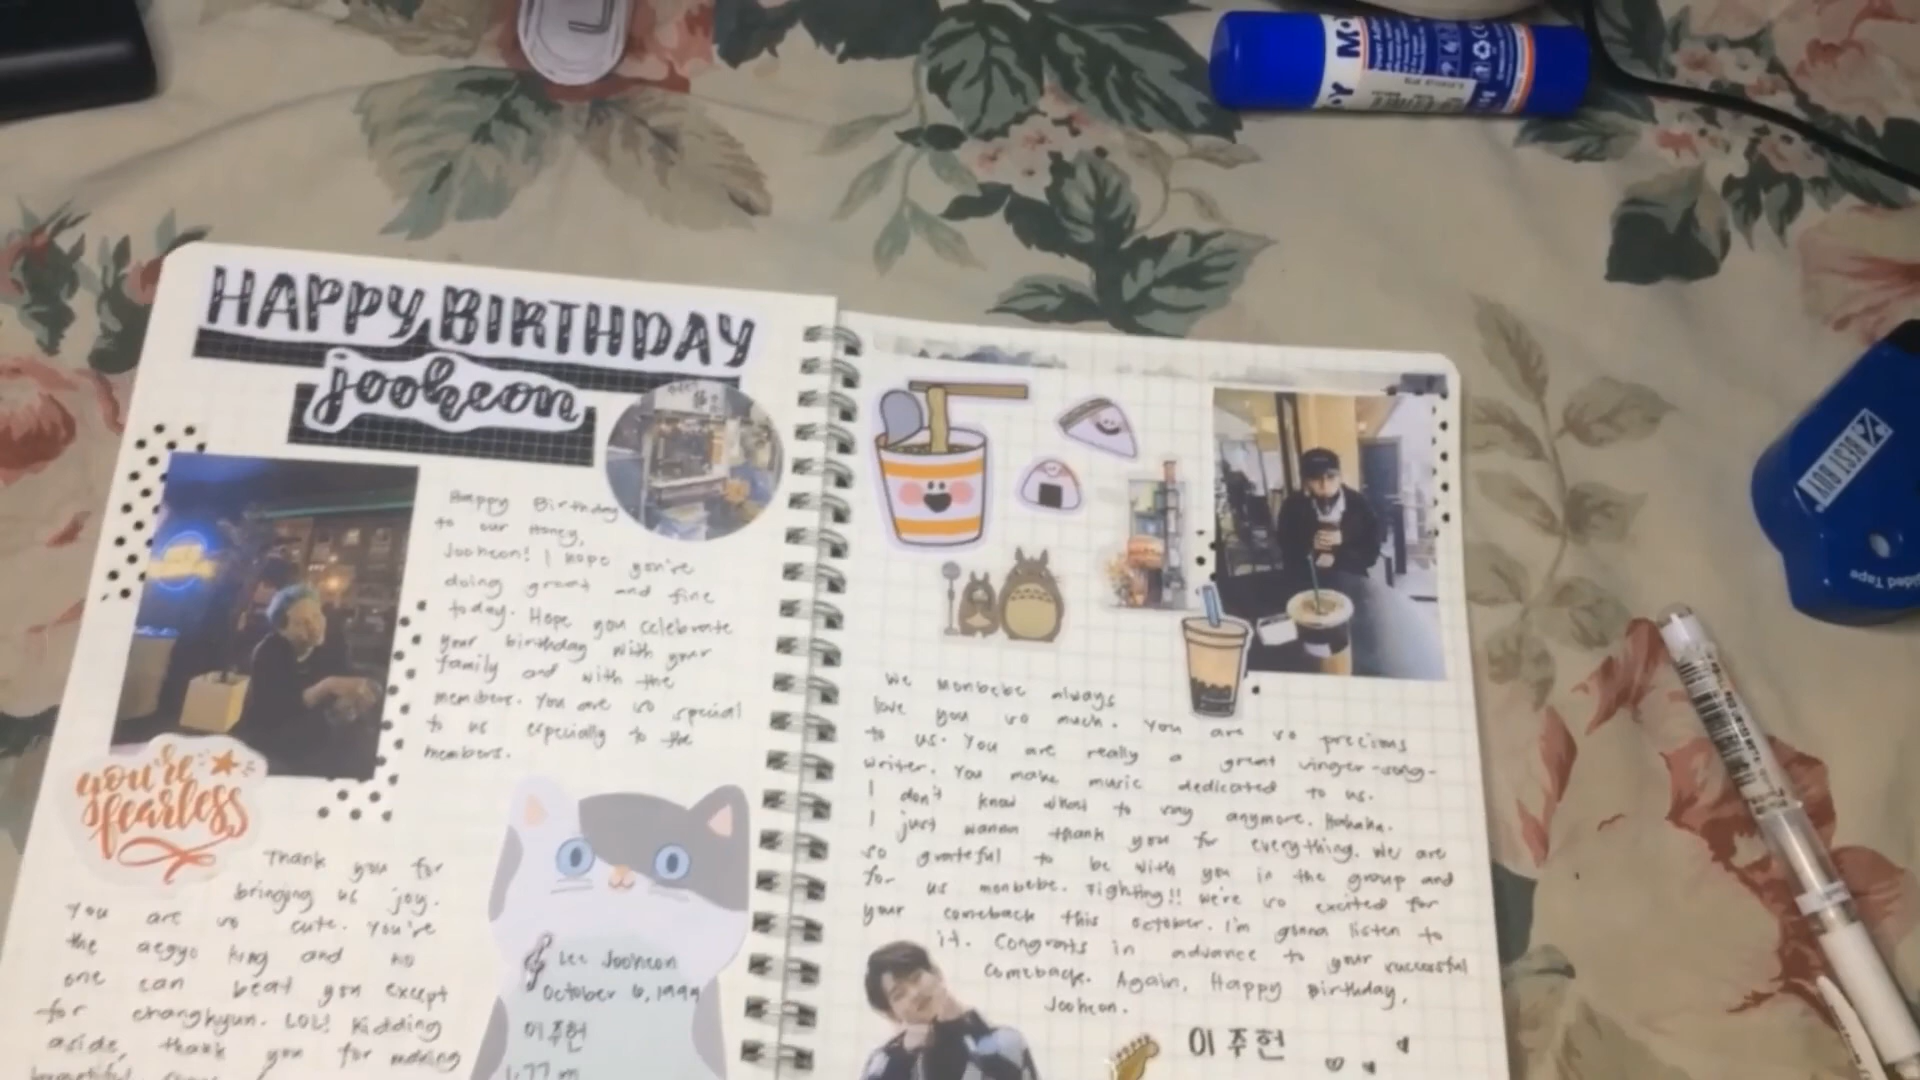 HAPPY BIRTHDAY
jooheon
Happy Birthday
to our Honey,
Jooheon! I hope you're
doing great and fine
today. Hope you celebrate
your birthday with your
family and with the
members. You are so special
to us especially to the
members.
you're
fearless
Thank you for
bringing us joy.
You are so cute. You're
the aegyo king and no
one can beat you except
for changkyun. LOL! Kidding
aside, thank you for making
Lee Jooheon
October 6, 1994
이주헌
1.77 m
We monbebe always
love you so much. You are so precious
to us. You are really a great singer-song-
writer. You make music dedicated to us.
I don't know what to say anymore. Hahaha.
I just wanna thank you for everything. We are
so grateful to be with you in the group and
for us monbebe. Fighting!! We're so excited for
your comeback this october. I'm gonna listen to
it. Congrats in advance to your successful
comeback. Again, Happy Birthday,
Jooheon.
이주헌
BEST BUY